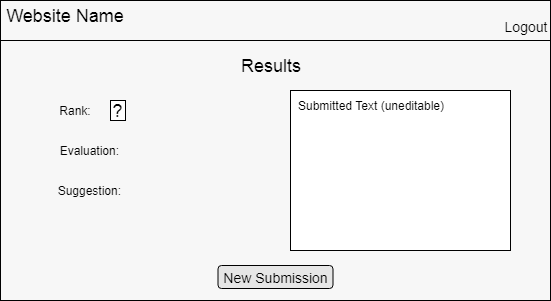 Website Name
Logout
Results
Rank: ?
Submitted Text (uneditable)
Evaluation:
Suggestion:
New Submission